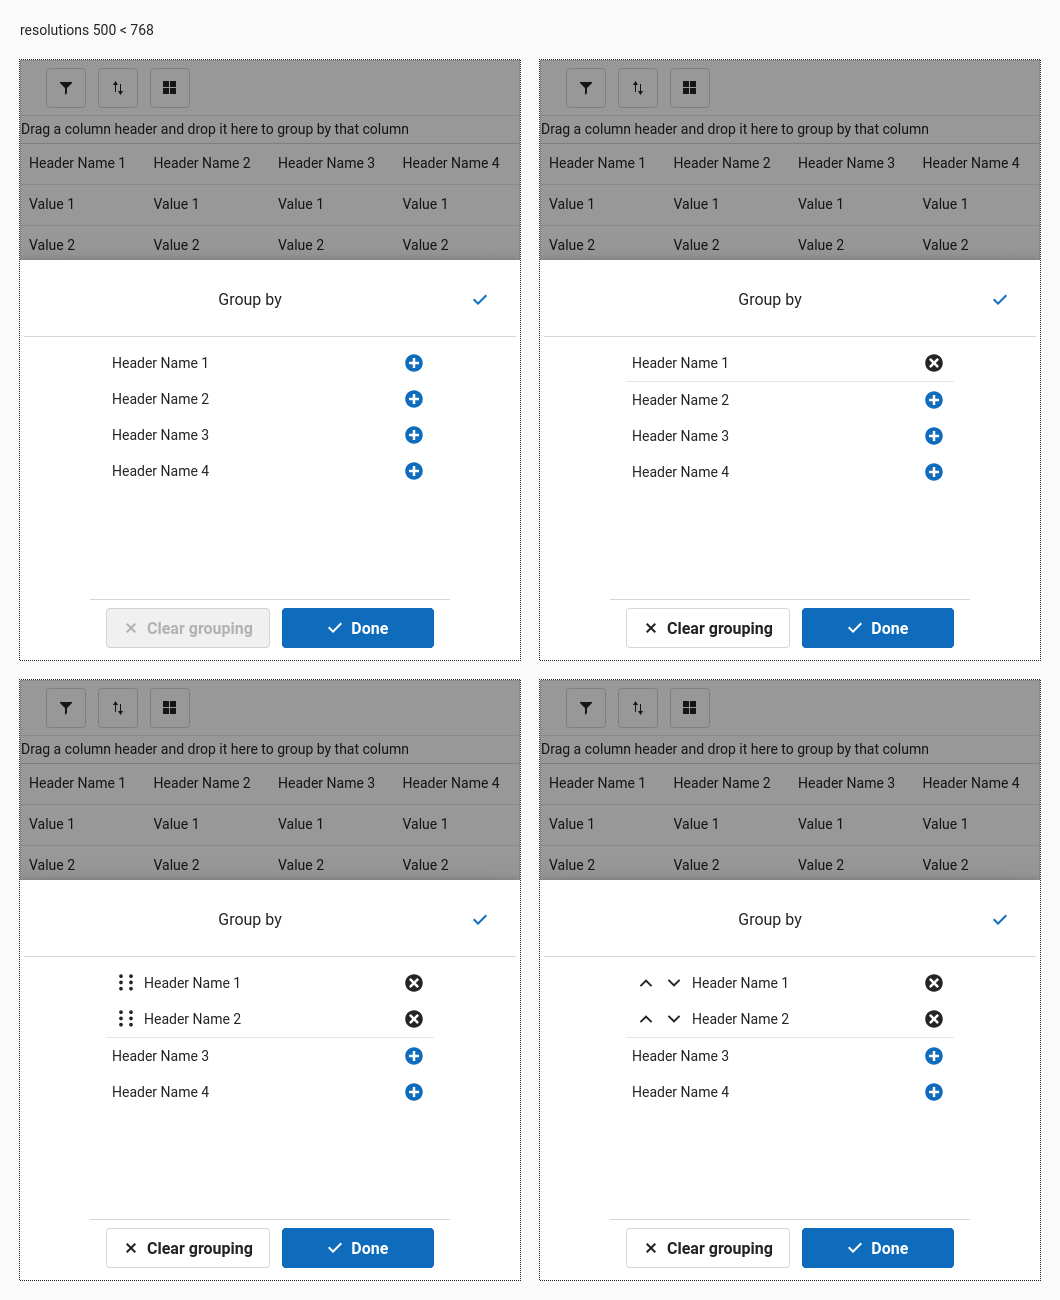 resolutions 500 < 768
Drag a column header and drop it here to group by that column
Header Name 1 Header Name 2 Header Name 3 Header Name 4
Value 1 Value 1 Value 1 Value 1
Value 2 Value 2 Value 2 Value 2
Group by
Header Name 1
Header Name 2
Header Name 3
Header Name 4
Clear grouping Done
Drag a column header and drop it here to group by that column
Header Name 1 Header Name 2 Header Name 3 Header Name 4
Value 1 Value 1 Value 1 Value 1
Value 2 Value 2 Value 2 Value 2
Group by
Header Name 1
Header Name 2
Header Name 3
Header Name 4
Clear grouping Done
Drag a column header and drop it here to group by that column
Header Name 1 Header Name 2 Header Name 3 Header Name 4
Value 1 Value 1 Value 1 Value 1
Value 2 Value 2 Value 2 Value 2
Group by
Header Name 1
Header Name 2
Header Name 3
Header Name 4
Clear grouping Done
Drag a column header and drop it here to group by that column
Header Name 1 Header Name 2 Header Name 3 Header Name 4
Value 1 Value 1 Value 1 Value 1
Value 2 Value 2 Value 2 Value 2
Group by
Header Name 1
Header Name 2
Header Name 3
Header Name 4
Clear grouping Done